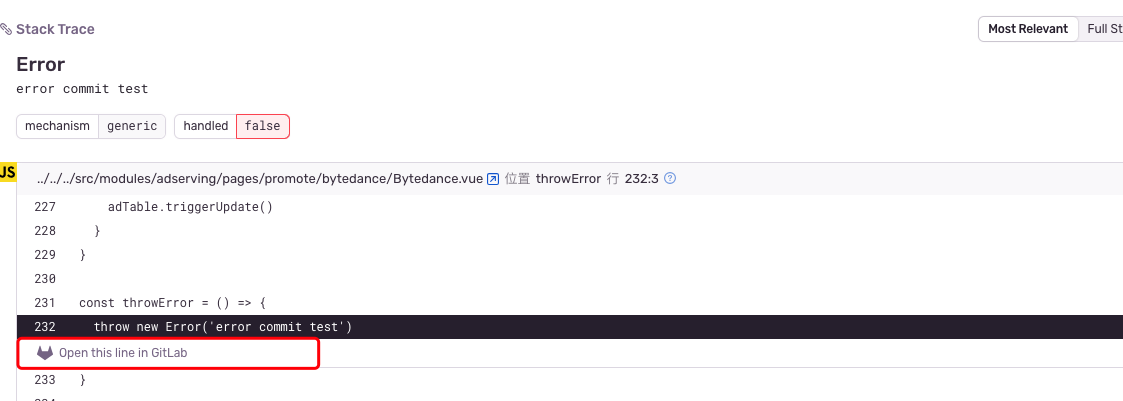 Stack Trace
Most Relevant Full St
Error
error commit test
mechanism generic handled false
JS
../../../src/modules/adserving/pages/promote/bytedance/Bytedance.vue 位置 throwError 行 232:3
227 adTable.triggerUpdate()
228 }
229 }
230
231 const throwError = () => {
232 throw new Error('error commit test')
Open this line in GitLab
233 }